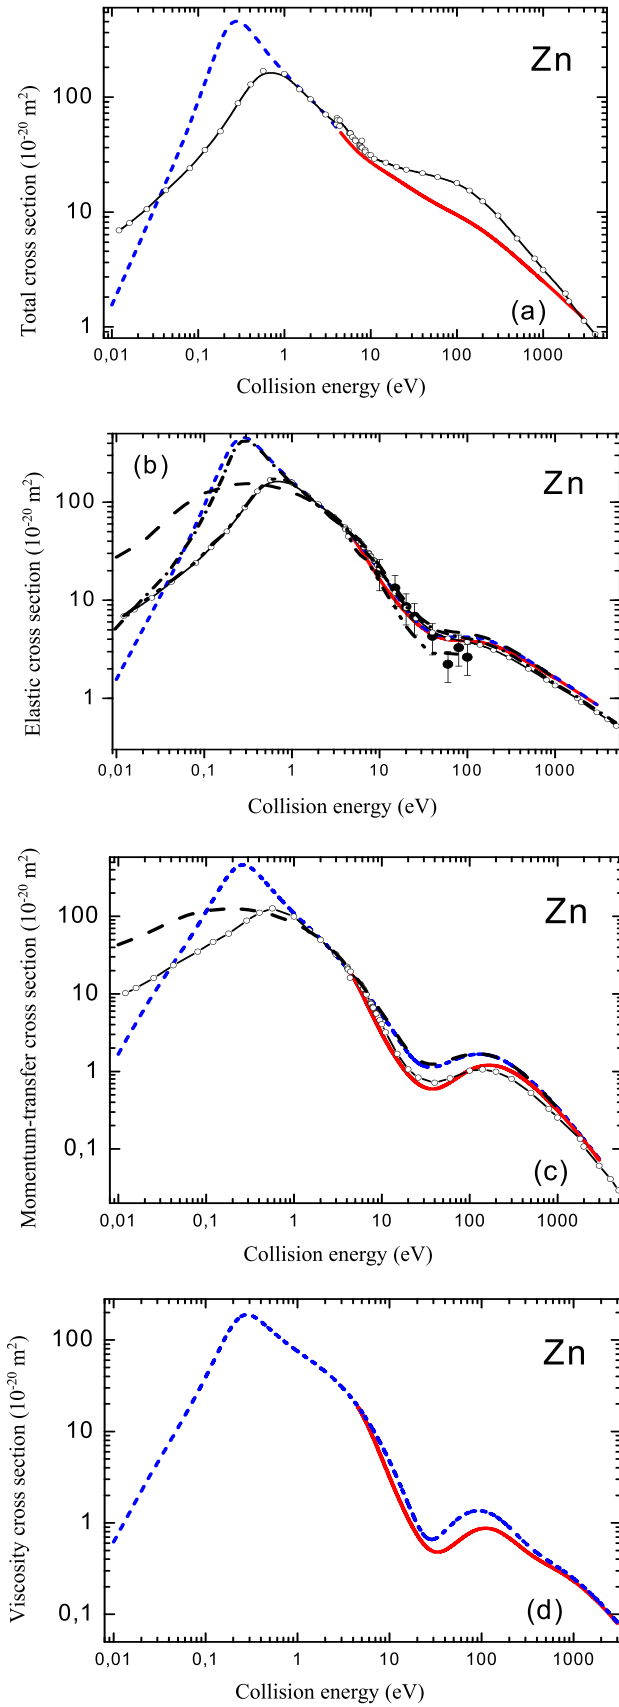 Zn
100
10
1
Total cross section (10⁻²⁰ m²)
(a)
0,01 0,1 1 10 100 1000
Collision energy (eV)
(b)
Zn
100
10
1
Elastic cross section (10⁻²⁰ m²)
0,01 0,1 1 10 100 1000
Collision energy (eV)
Zn
100
10
1
0,1
Momentum-transfer cross section (10⁻²⁰ m²)
(c)
0,01 0,1 1 10 100 1000
Collision energy (eV)
Zn
100
10
1
0,1
Viscosity cross section (10⁻²⁰ m²)
(d)
0,01 0,1 1 10 100 1000
Collision energy (eV)